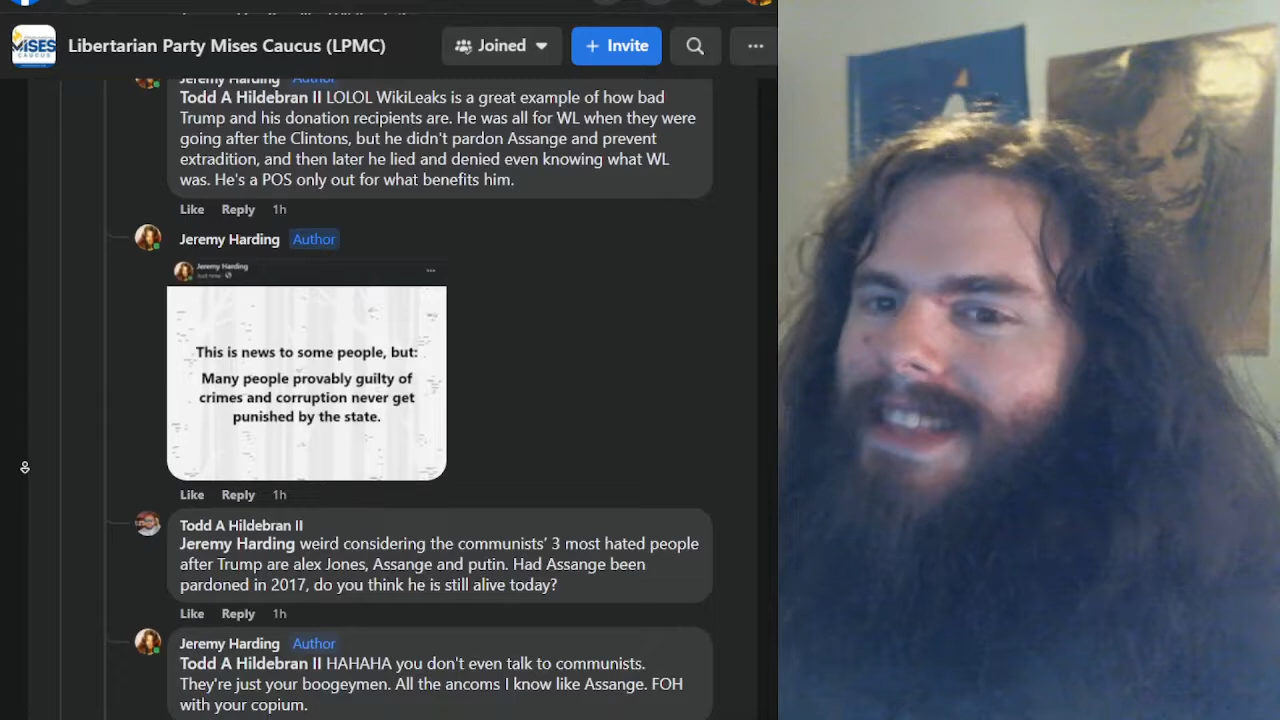 MISES
CAUCUS
Libertarian Party Mises Caucus (LPMC)
Joined
+ Invite
Jeremy Harding Author
Todd A Hildebran II LOLOL WikiLeaks is a great example of how bad
Trump and his donation recipients are. He was all for WL when they were
going after the Clintons, but he didn't pardon Assange and prevent
extradition, and then later he lied and denied even knowing what WL
was. He's a POS only out for what benefits him.
Like Reply 1h
Jeremy Harding Author
Jeremy Harding
Just now
This is news to some people, but:
Many people provably guilty of
crimes and corruption never get
punished by the state.
Like Reply 1h
Todd A Hildebran II
Jeremy Harding weird considering the communists’ 3 most hated people
after Trump are alex Jones, Assange and putin. Had Assange been
pardoned in 2017, do you think he is still alive today?
Like Reply 1h
Jeremy Harding Author
Todd A Hildebran II HAHAHA you don't even talk to communists.
They're just your boogeymen. All the ancoms I know like Assange. FOH
with your copium.